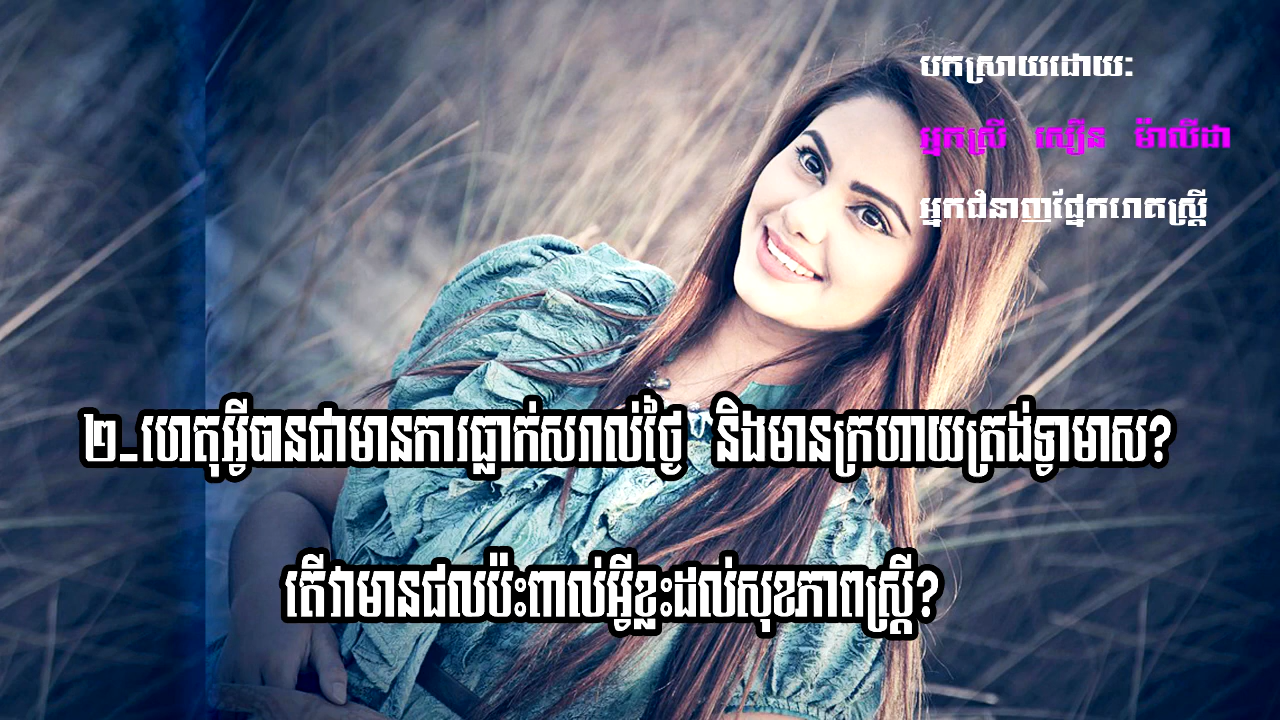 បកស្រាយដោយៈ
អ្នកស្រី សឿន ម៉ាលីដា
អ្នកជំនាញផ្នែករោគស្ត្រី
២_ហេតុអ្វីបានជាមានការធ្លាក់សរាល់ថ្ងៃ និងមានក្រហាយត្រង់ទ្វាមាស?
តើវាមានផលប៉ះពាល់អ្វីខ្លះដល់សុខភាពស្ត្រី?